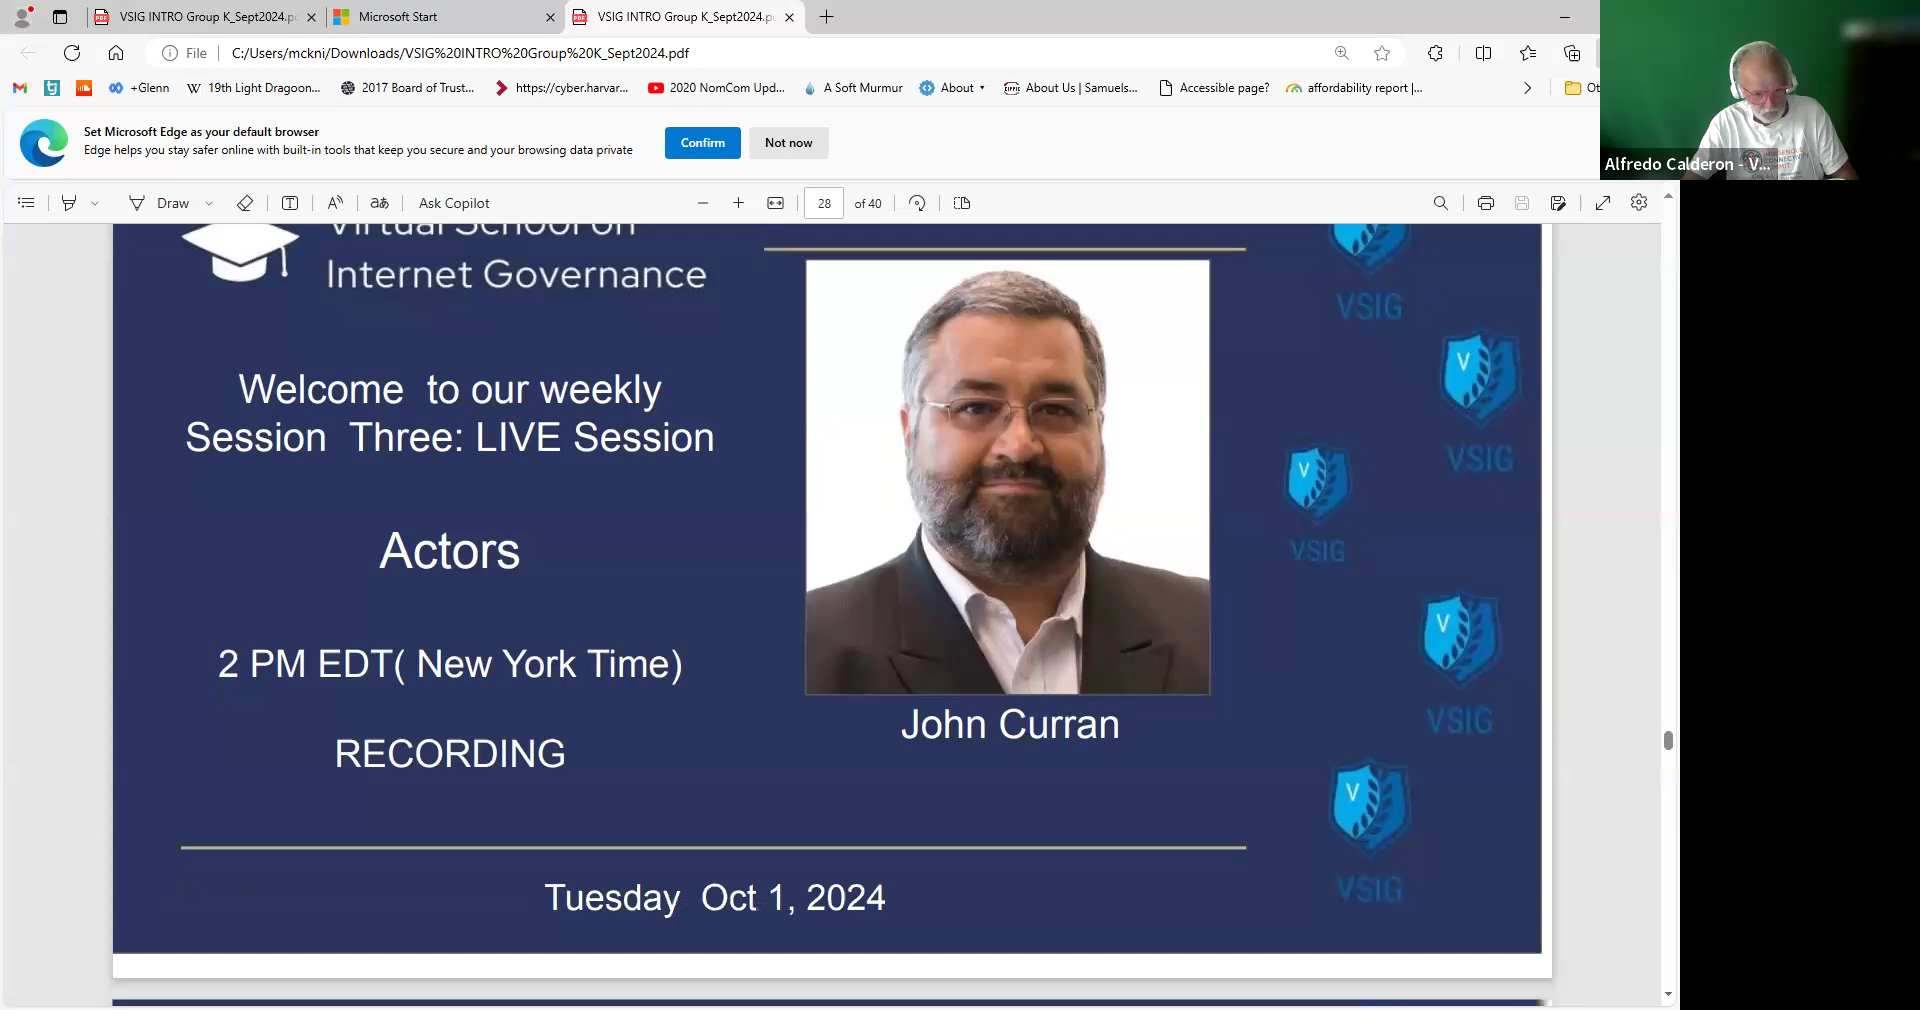 VSIG INTRO Group K_Sept2024.p
Microsoft Start
VSIG INTRO Group K_Sept2024.p
File
C:/Users/mckni/Downloads/VSIG%20INTRO%20Group%20K_Sept2024.pdf
+Glenn
19th Light Dragoon...
2017 Board of Trust...
https://cyber.harvar...
2020 NomCom Upd...
A Soft Murmur
About
About Us | Samuels...
Accessible page?
affordability report |...
Ot
Set Microsoft Edge as your default browser
Edge helps you stay safer online with built-in tools that keep you secure and your browsing data private
Confirm
Not now
Alfredo Calderon - V...
Draw
Ask Copilot
28
of 40
Virtual School on
Internet Governance
Welcome to our weekly
Session Three: LIVE Session
Actors
2 PM EDT( New York Time)
RECORDING
John Curran
Tuesday Oct 1, 2024
VSIG
V
VSIG
V
VSIG
V
VSIG
V
VSIG